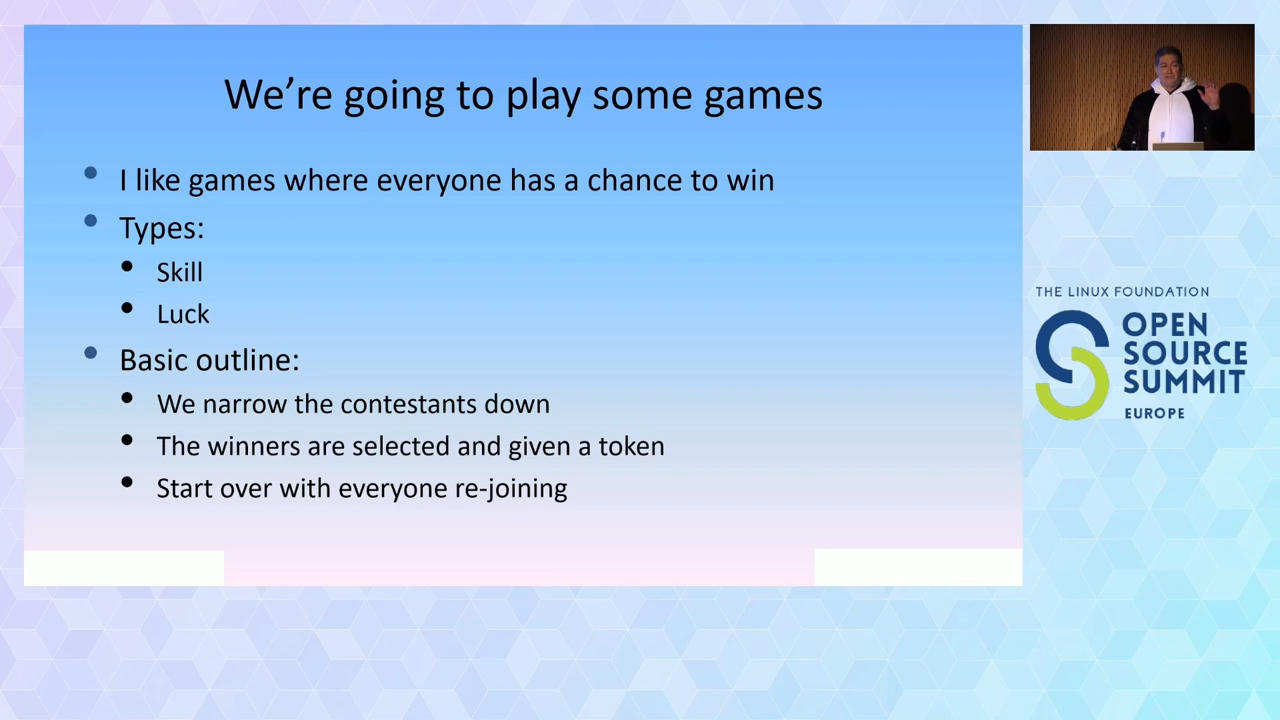 We're going to play some games
I like games where everyone has a chance to win
Types:
Skill
Luck
Basic outline:
We narrow the contestants down
The winners are selected and given a token
Start over with everyone re-joining
THE LINUX FOUNDATION
OPEN
SOURCE
SUMMIT
EUROPE